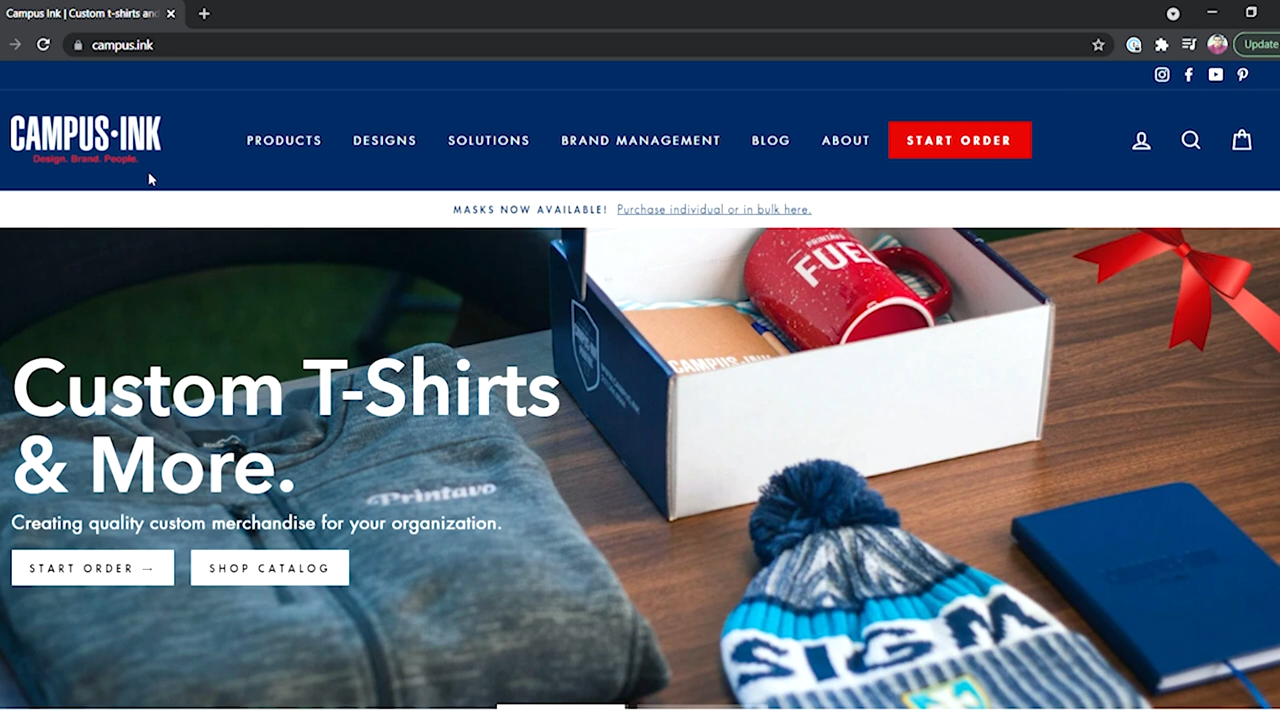 Campus Ink | Custom t-shirts and
campus.ink
Update
CAMPUS·INK
Design. Brand. People.
PRODUCTS
DESIGNS
SOLUTIONS
BRAND MANAGEMENT
BLOG
ABOUT
START ORDER
MASKS NOW AVAILABLE! Purchase individual or in bulk here.
PRINTAVO
FUEL
CAMPUS·INK
Custom T-Shirts
& More.
Printavo
Creating quality custom merchandise for your organization.
START ORDER →
SHOP CATALOG
SIGM